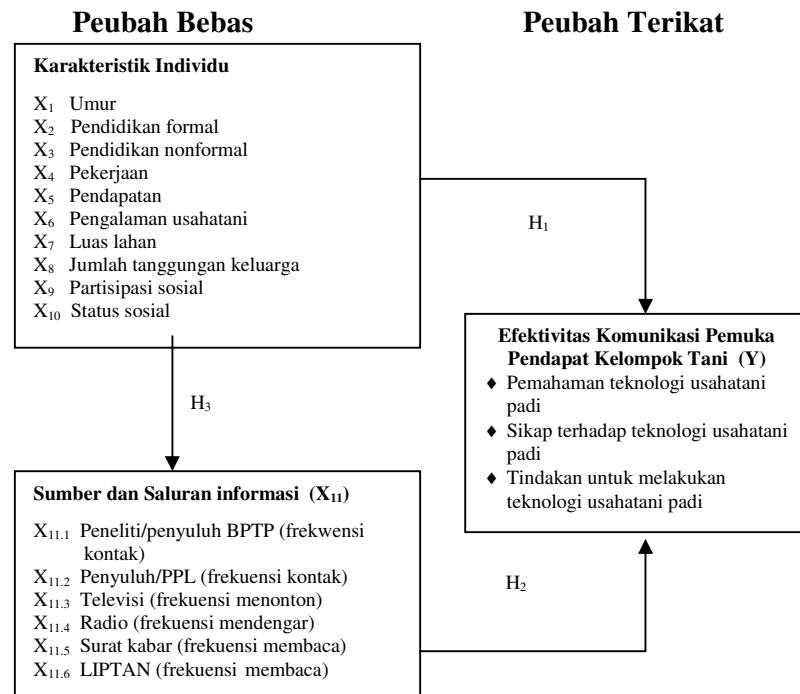 Peubah Bebas
Peubah Terikat
Karakteristik Individu
X₁ Umur
X₂ Pendidikan formal
X₃ Pendidikan nonformal
X₄ Pekerjaan
X₅ Pendapatan
X₆ Pengalaman usahatani
X₇ Luas lahan
X₈ Jumlah tanggungan keluarga
X₉ Partisipasi sosial
X₁₀ Status sosial
H₁
H₃
Efektivitas Komunikasi Pemuka
Pendapat Kelompok Tani (Y)
♦ Pemahaman teknologi usahatani
padi
♦ Sikap terhadap teknologi usahatani
padi
♦ Tindakan untuk melakukan
teknologi usahatani padi
Sumber dan Saluran informasi (X₁₁)
X₁₁.₁ Peneliti/penyuluh BPTP (frekwensi
kontak)
X₁₁.₂ Penyuluh/PPL (frekuensi kontak)
X₁₁.₃ Televisi (frekuensi menonton)
X₁₁.₄ Radio (frekuensi mendengar)
X₁₁.₅ Surat kabar (frekuensi membaca)
X₁₁.₆ LIPTAN (frekuensi membaca)
H₂